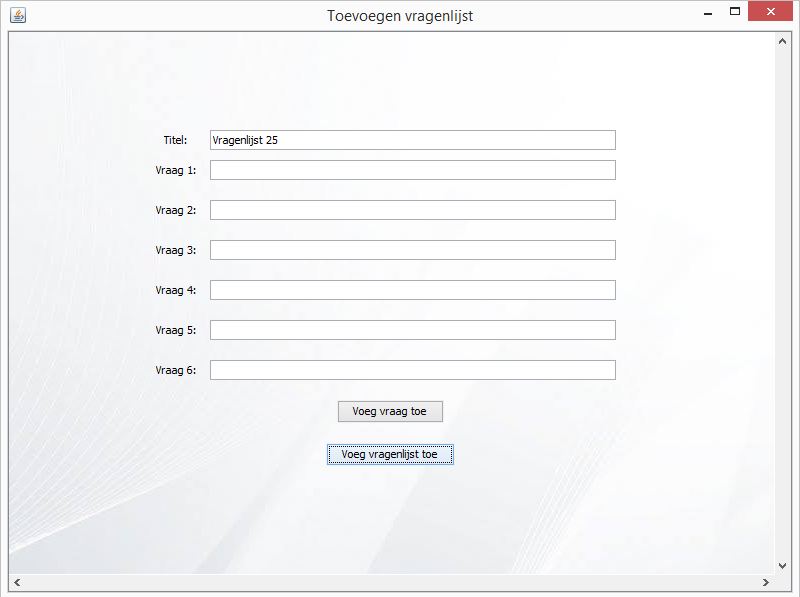 Toevoegen vragenlijst
Titel: Vragenlijst 25
Vraag 1:
Vraag 2:
Vraag 3:
Vraag 4:
Vraag 5:
Vraag 6:
Voeg vraag toe
Voeg vragenlijst toe